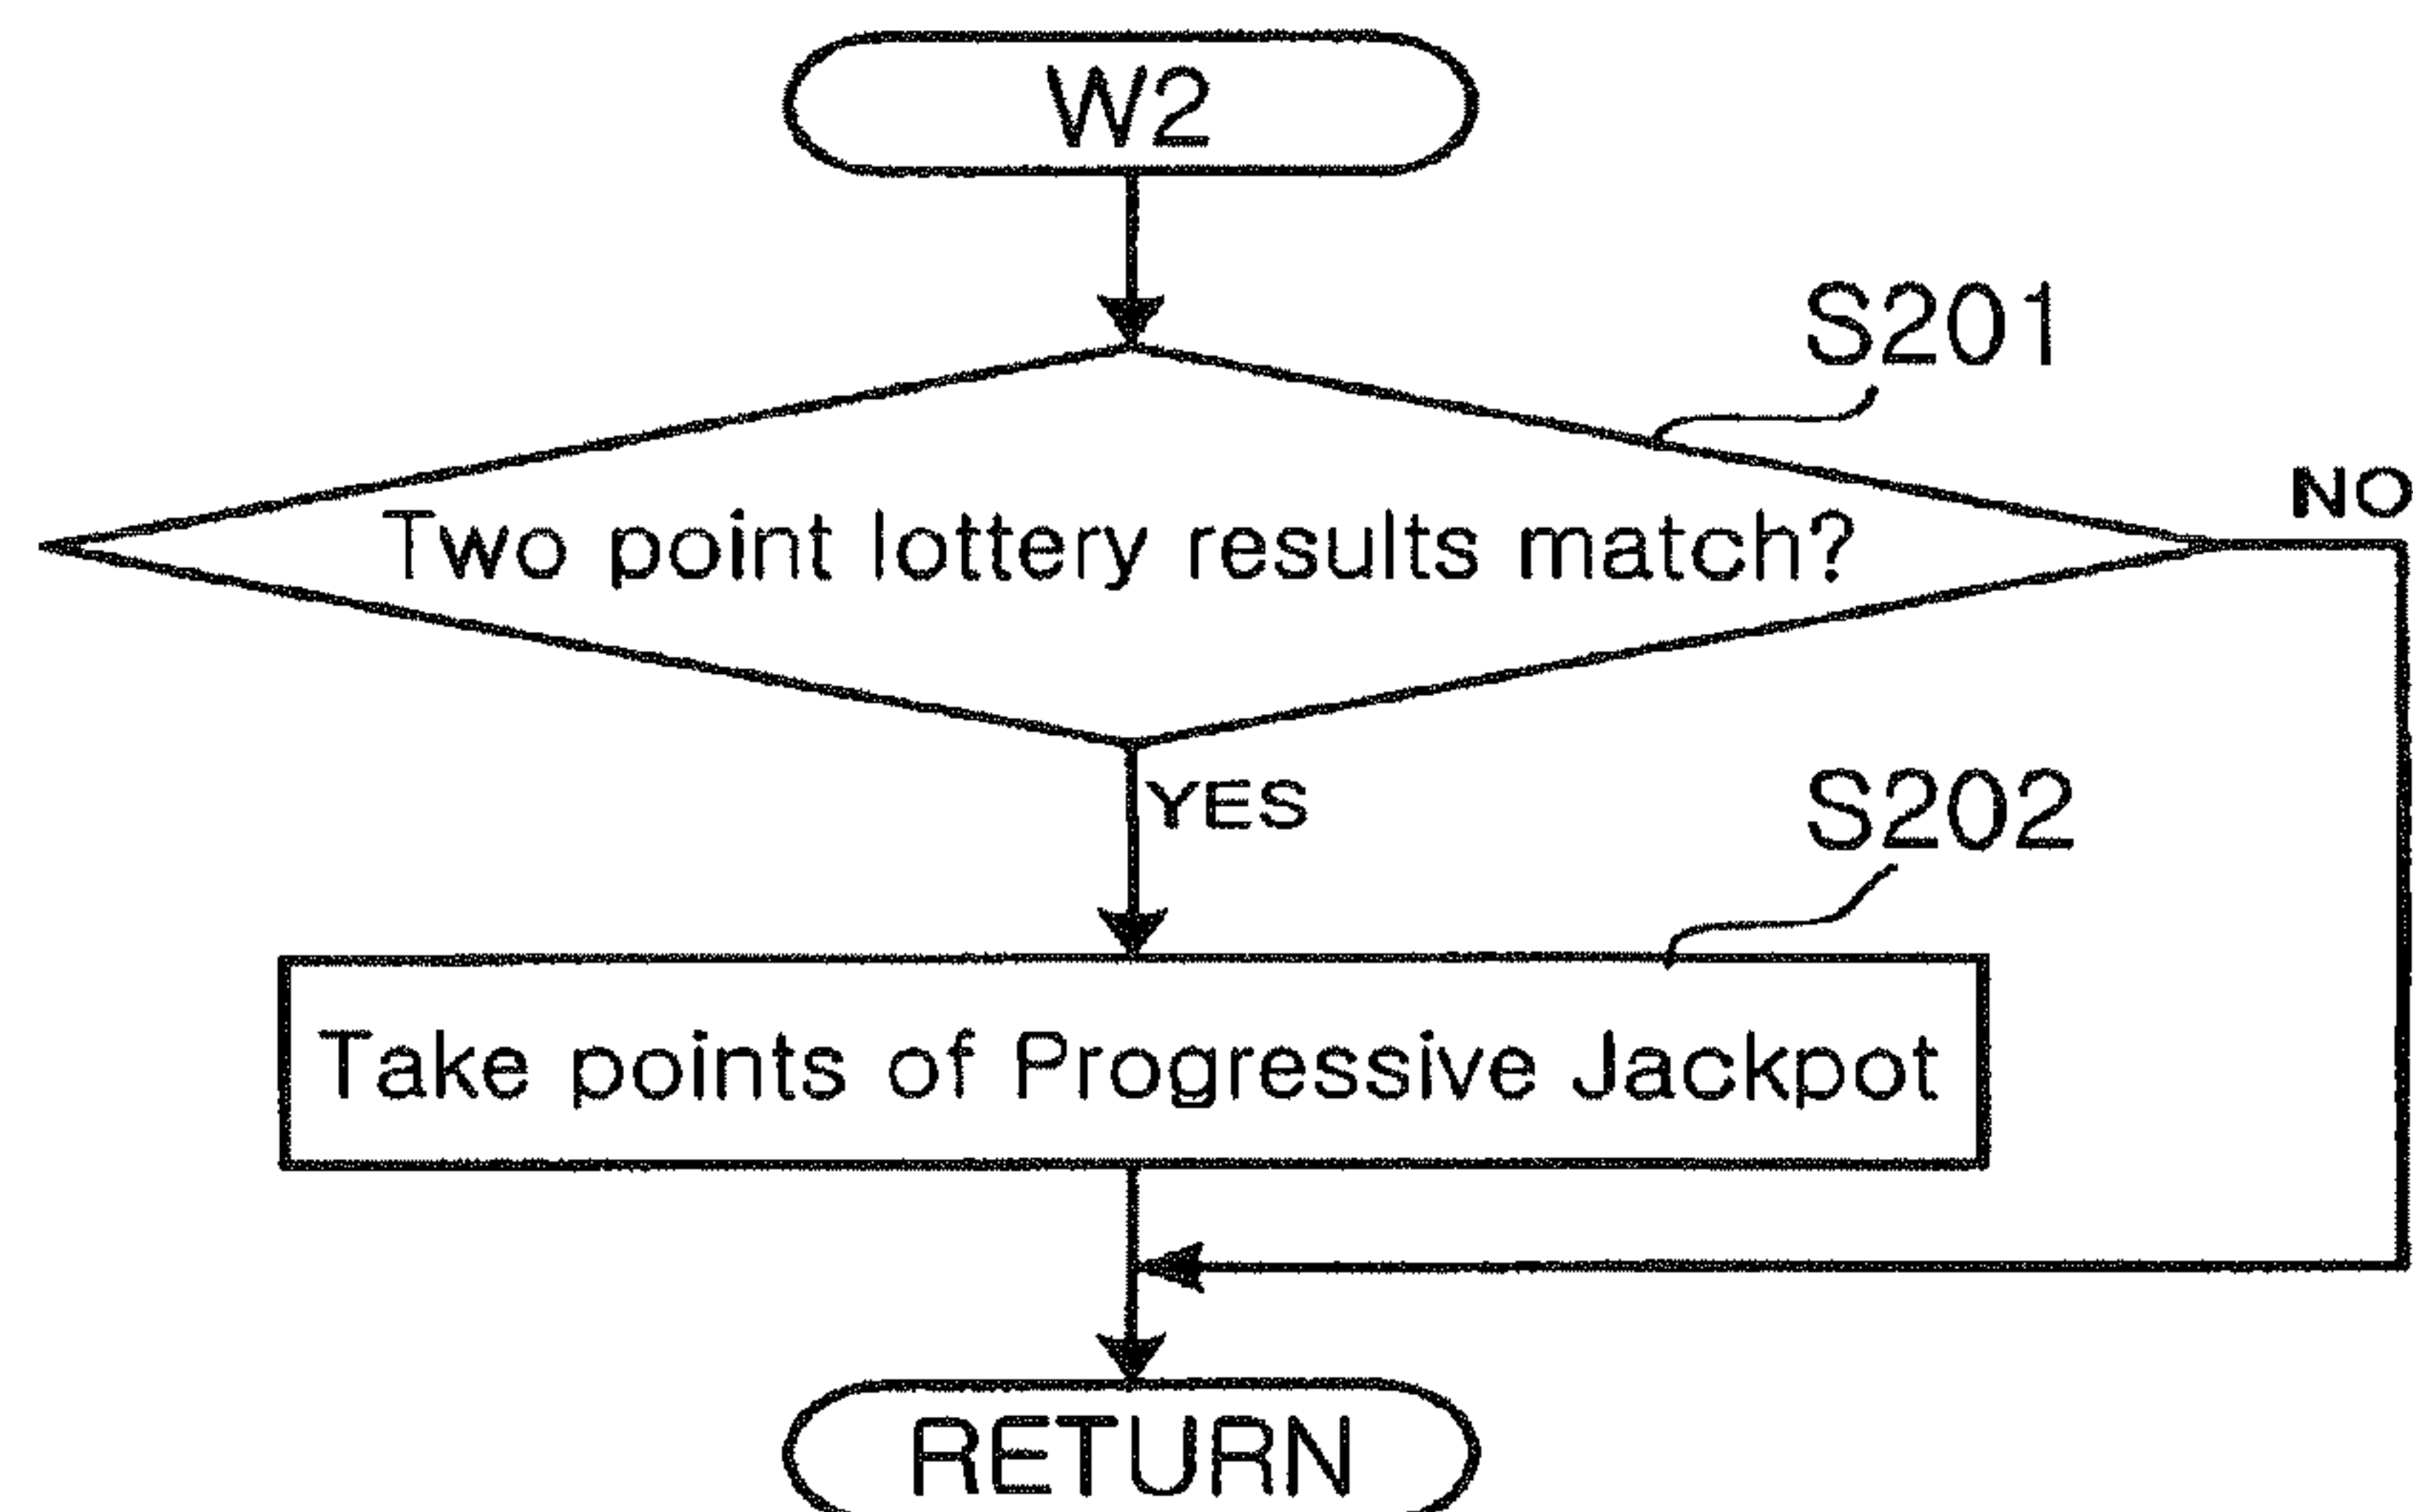 W2
S201
NO
Two point lottery results match?
YES
S202
Take points of Progressive Jackpot
RETURN